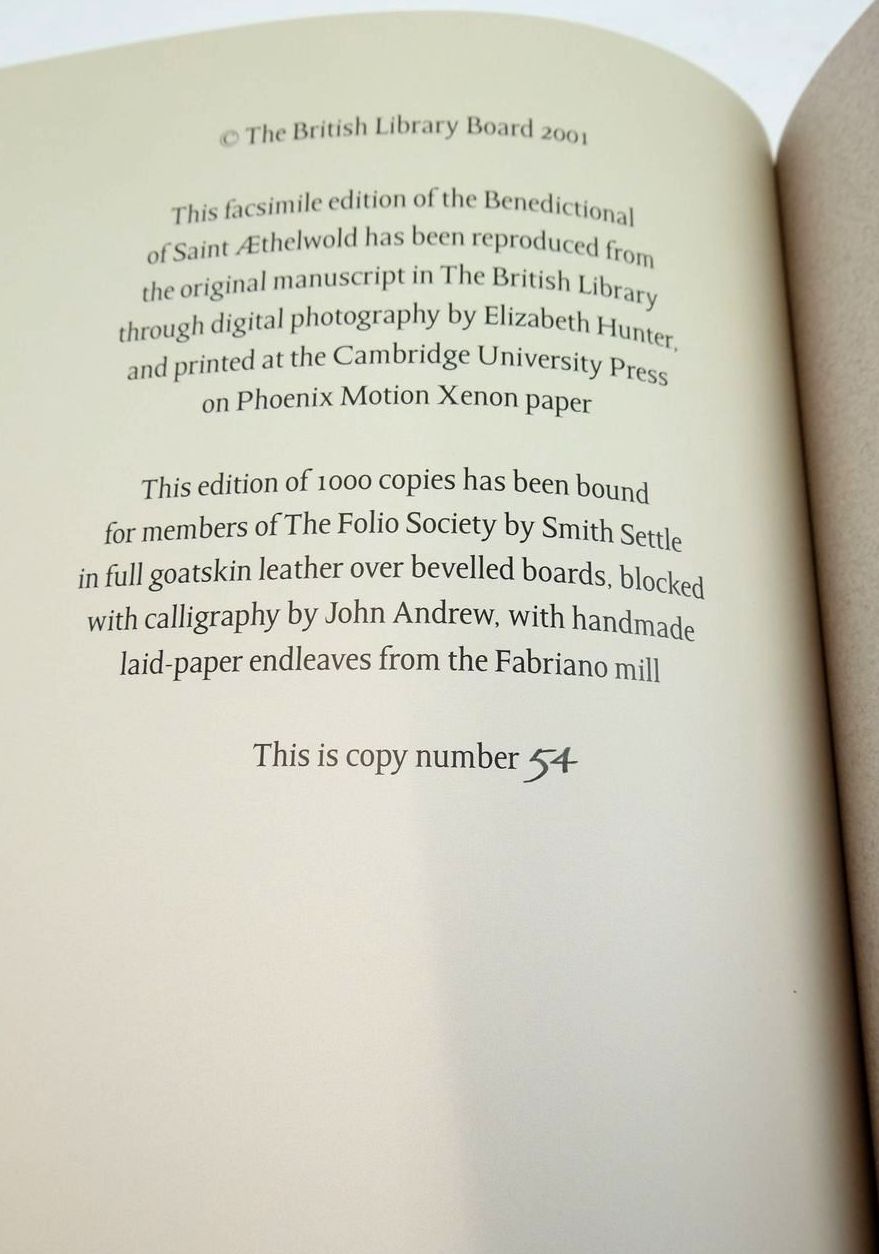 © The British Library Board 2001
This facsimile edition of the Benedictional
of Saint Æthelwold has been reproduced from
the original manuscript in The British Library
through digital photography by Elizabeth Hunter,
and printed at the Cambridge University Press
on Phoenix Motion Xenon paper
This edition of 1000 copies has been bound
for members of The Folio Society by Smith Settle
in full goatskin leather over bevelled boards, blocked
with calligraphy by John Andrew, with handmade
laid-paper endleaves from the Fabriano mill
This is copy number 54